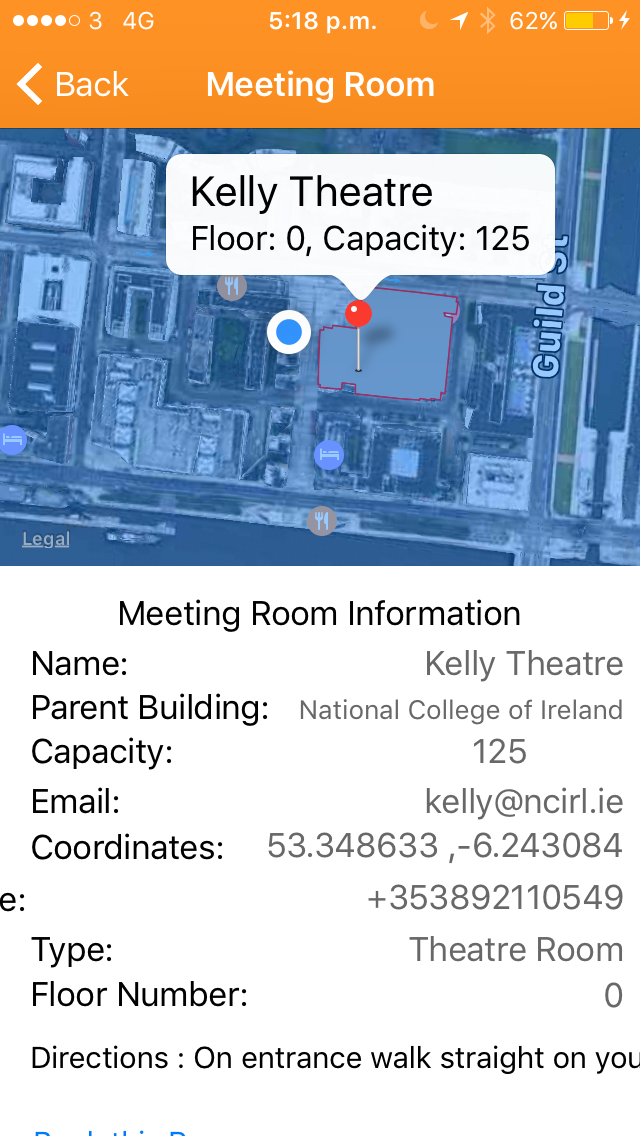 3 4G 5:18 p.m. 62%
Back Meeting Room
Kelly Theatre
Floor: 0, Capacity: 125
Guild St
Legal
Meeting Room Information
Name: Kelly Theatre
Parent Building: National College of Ireland
Capacity: 125
Email: kelly@ncirl.ie
Coordinates: 53.348633 ,-6.243084
e: +353892110549
Type: Theatre Room
Floor Number: 0
Directions : On entrance walk straight on you